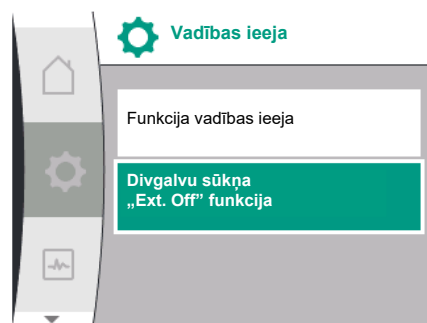 Vadības ieeja
Funkcija vadības ieeja
Divgalvu sūkņa
„Ext. Off” funkcija